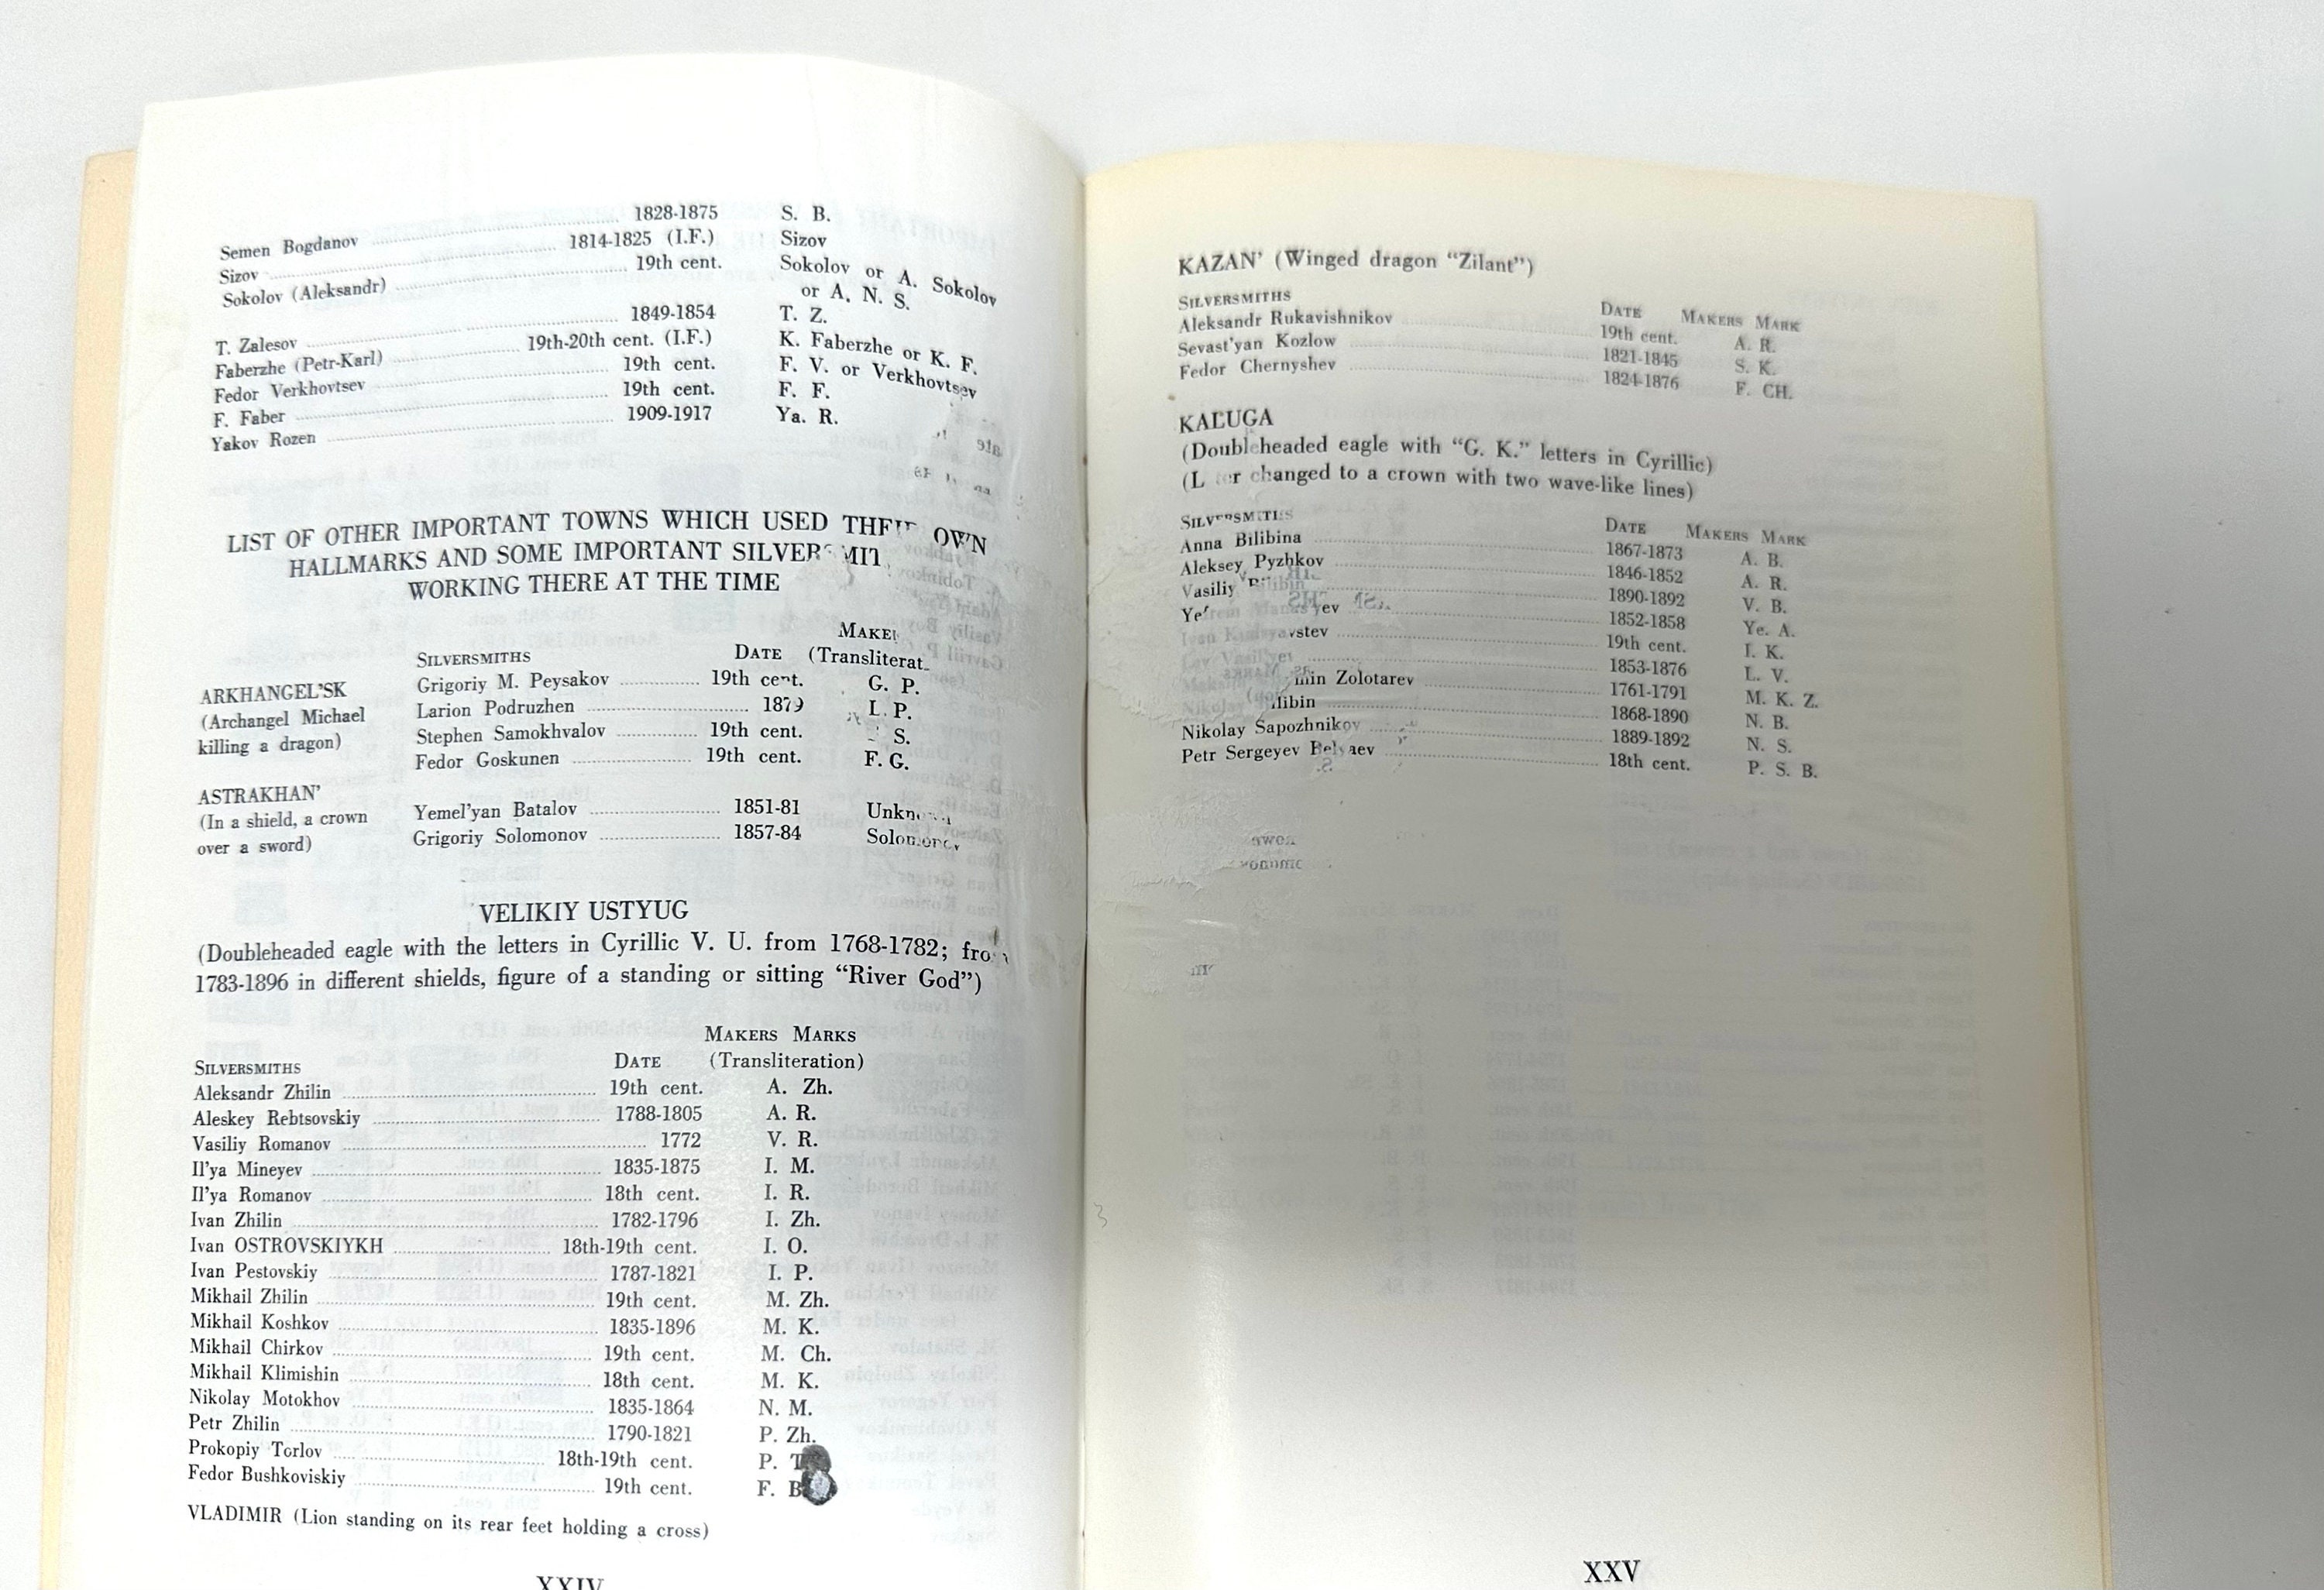 Semen Bogdanov 1828-1875 S. B.
Sizov 1814-1825 (I.F.) Sizov
Sokolov (Aleksandr) 19th cent. Sokolov or A. Sokolov
or A. N. S.
T. Zalesov 1849-1854 T. Z.
Faberzhe (Petr-Karl) 19th-20th cent. (I.F.) K. Faberzhe or K. F.
Fedor Verkhovtsev 19th cent. F. V. or Verkhovtsev
F. Faber 19th cent. F. F.
Yakov Rozen 1909-1917 Ya. R.
LIST OF OTHER IMPORTANT TOWNS WHICH USED THEIR OWN
HALLMARKS AND SOME IMPORTANT
WORKING THERE AT THE TIME
SILVERSMITHS DATE
ARKHANGEL'SK
(Archangel Michael
killing a dragon)
Grigoriy M. Peysakov 19th cent. G. P.
Larion Podruzhen 1879 L. P.
Stephen Samokhvalov 19th cent. S.
Fedor Goskunen 19th cent. F. G.
ASTRAKHAN'
(In a shield, a crown
over a sword)
Yemel'yan Batalov 1851-81
Grigoriy Solomonov 1857-84 Solomonov
VELIKIY USTYUG
(Doubleheaded eagle with the letters in Cyrillic V. U. from 1768-1782;
1783-1896 in different shields, figure of a standing or sitting “River God”)
MAKERS MARKS
SILVERSMITHS DATE (Transliteration)
Aleksandr Zhilin 19th cent. A. Zh.
Aleskey Rebtsovskiy 1788-1805 A. R.
Vasiliy Romanov 1772 V. R.
Il'ya Mineyev 1835-1875 I. M.
Il'ya Romanov 18th cent. I. R.
Ivan Zhilin 1782-1796 I. Zh.
Ivan OSTROVSKIYKH 18th-19th cent. I. O.
Ivan Pestovskiy 1787-1821 I. P.
Mikhail Zhilin 19th cent. M. Zh.
Mikhail Koshkov 1835-1896 M. K.
Mikhail Chirkov 19th cent. M. Ch.
Mikhail Klimishin 18th cent. M. K.
Nikolay Motokhov 1835-1864 N. M.
Petr Zhilin 1790-1821 P. Zh.
Prokopiy Torlov 18th-19th cent. P. T
Fedor Bushkoviskiy 19th cent. F. B
VLADIMIR (Lion standing on its rear feet holding a cross)
XXIV
KAZAN' (Winged dragon “Zilant”)
SILVERSMITHS DATE MAKERS MARK
Aleksandr Rukavishnikov 19th cent. A. R.
Sevast'yan Kozlow 1821-1845 S. K.
Fedor Chernyshev 1824-1876 F. CH.
KALUGA
(Doubleheaded eagle with “G. K.” letters in Cyrillic)
(Later changed to a crown with two wave-like lines)
SILVERSMITHS DATE MAKERS MARK
Anna Bilibina 1867-1873 A. B.
Aleksey Pyzhkov 1846-1852 A. R.
Vasiliy Bilibin 1890-1892 V. B.
1852-1858 Ye. A.
19th cent. I. K.
1853-1876 L. V.
Zolotarev 1761-1791 M. K. Z.
1868-1890 N. B.
Nikolay Sapozhnikov 1889-1892 N. S.
Petr Sergeyev Belyaev 18th cent. P. S. B.
XXV